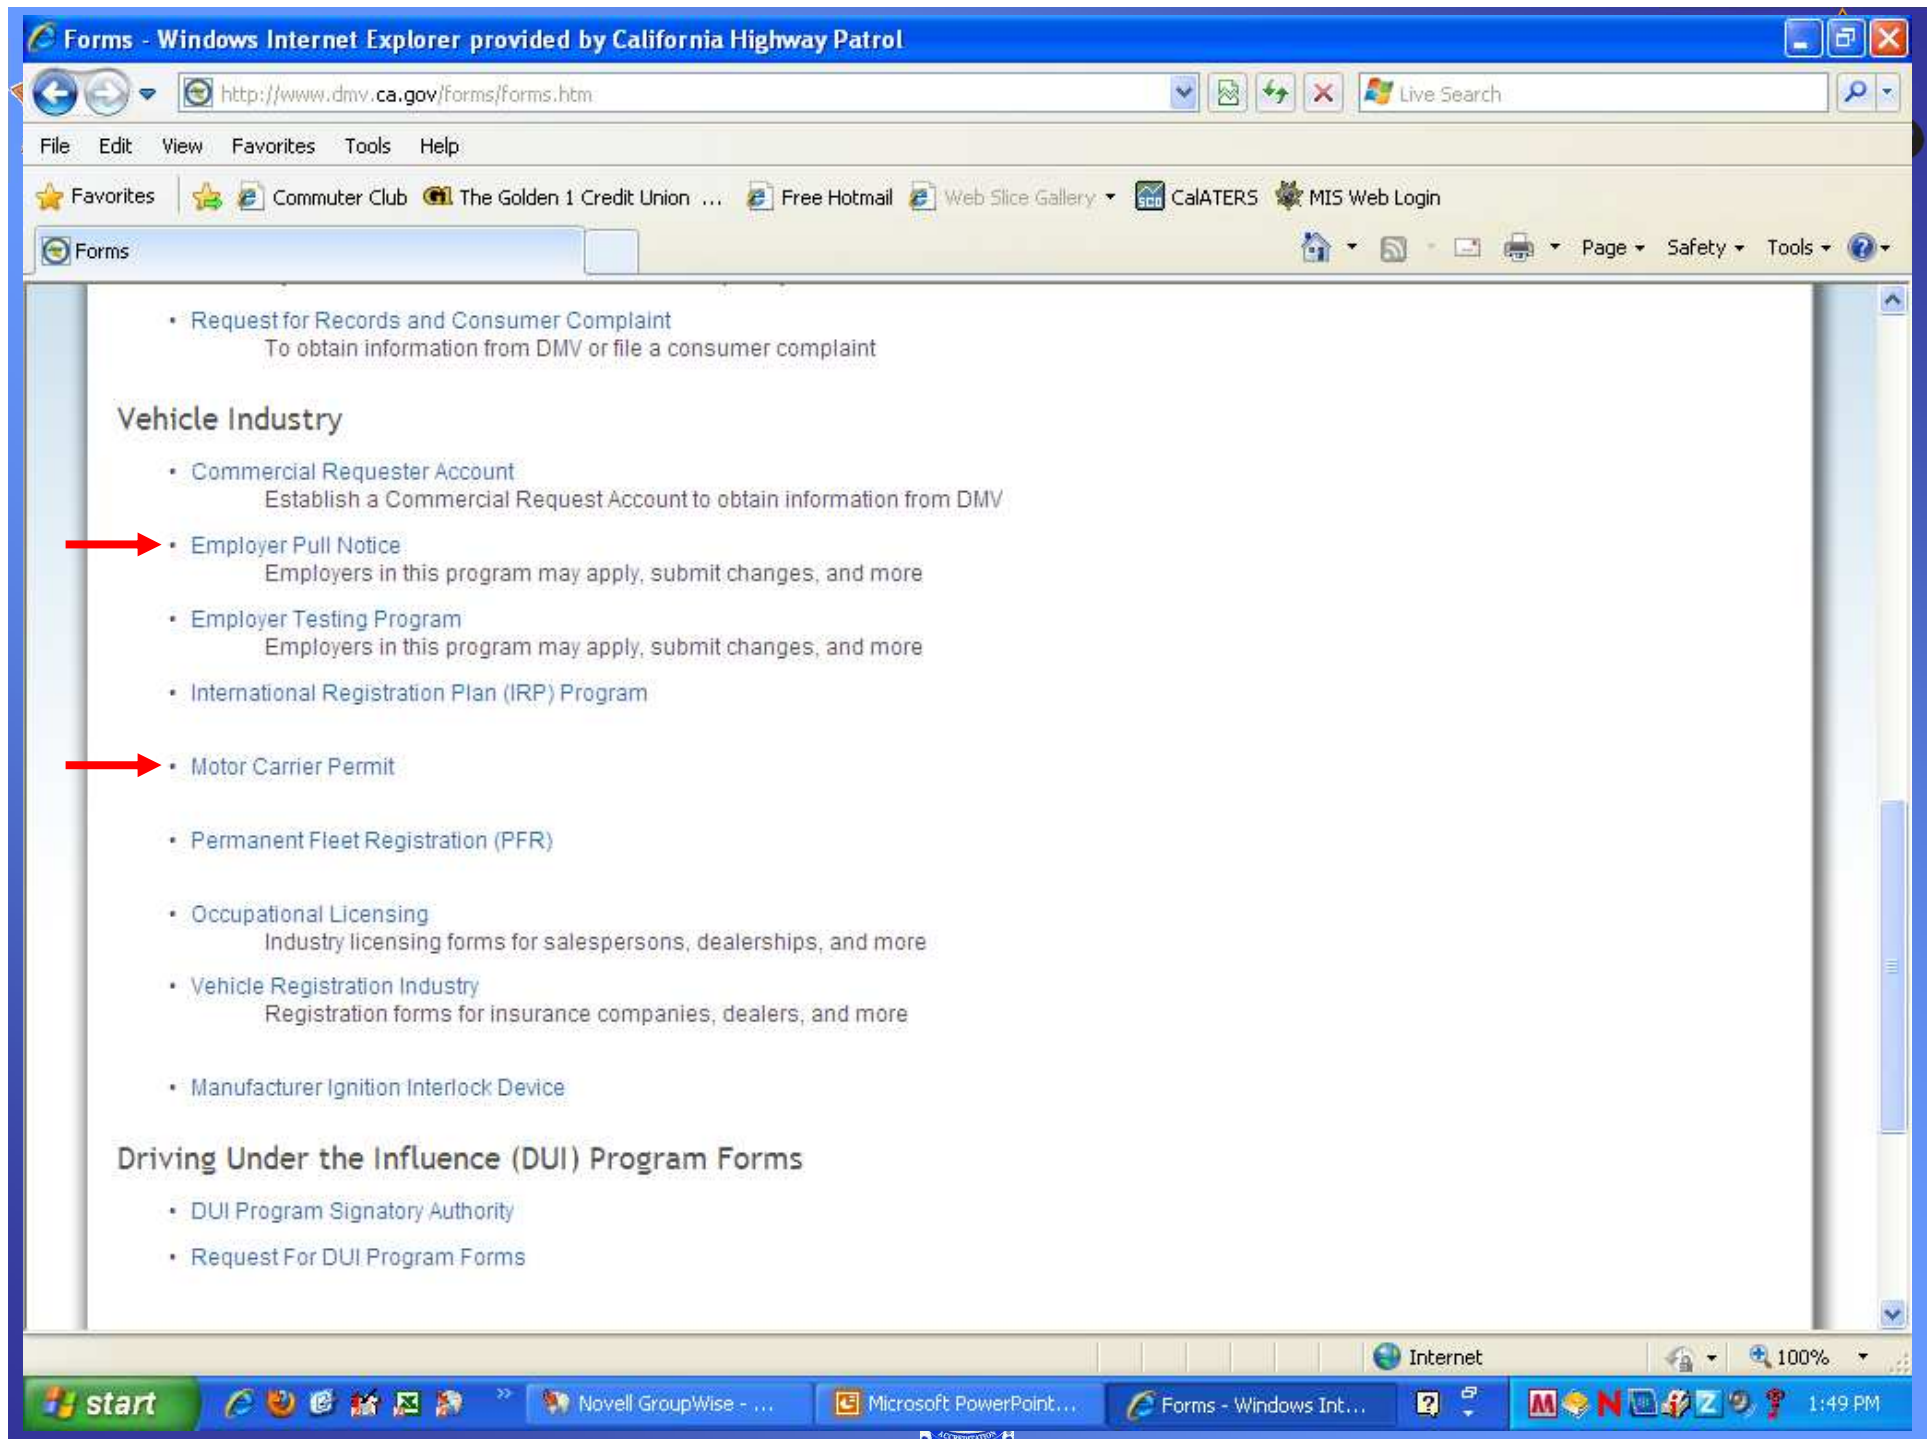 Forms - Windows Internet Explorer provided by California Highway Patrol
http://www.dmv.ca.gov/forms/forms.htm
Live Search
File Edit View Favorites Tools Help
Favorites Commuter Club The Golden 1 Credit Union ... Free Hotmail Web Slice Gallery CalATERS MIS Web Login
Forms
Page Safety Tools
• Request for Records and Consumer Complaint
To obtain information from DMV or file a consumer complaint
Vehicle Industry
• Commercial Requester Account
Establish a Commercial Request Account to obtain information from DMV
• Employer Pull Notice
Employers in this program may apply, submit changes, and more
• Employer Testing Program
Employers in this program may apply, submit changes, and more
• International Registration Plan (IRP) Program
• Motor Carrier Permit
• Permanent Fleet Registration (PFR)
• Occupational Licensing
Industry licensing forms for salespersons, dealerships, and more
• Vehicle Registration Industry
Registration forms for insurance companies, dealers, and more
• Manufacturer Ignition Interlock Device
Driving Under the Influence (DUI) Program Forms
• DUI Program Signatory Authority
• Request For DUI Program Forms
Internet 100%
start Novell GroupWise - ... Microsoft PowerPoint... Forms - Windows Int... 1:49 PM
ACCREDITATION